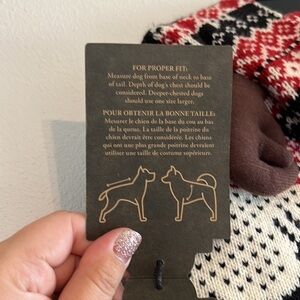 FOR PROPER FIT:
Measure dog from base of neck to base
of tail. Depth of dog's chest should be
considered. Deeper-chested dogs
should use one size larger.
POUR OBTENIR LA BONNE TAILLE:
Mesurer le chien de la base du cou au bas
de la queue. La taille de la poitrine du
chien devrait être considérée. Les chiens
qui ont une plus grande poitrine devraient
utiliser une taille de costume supérieure.